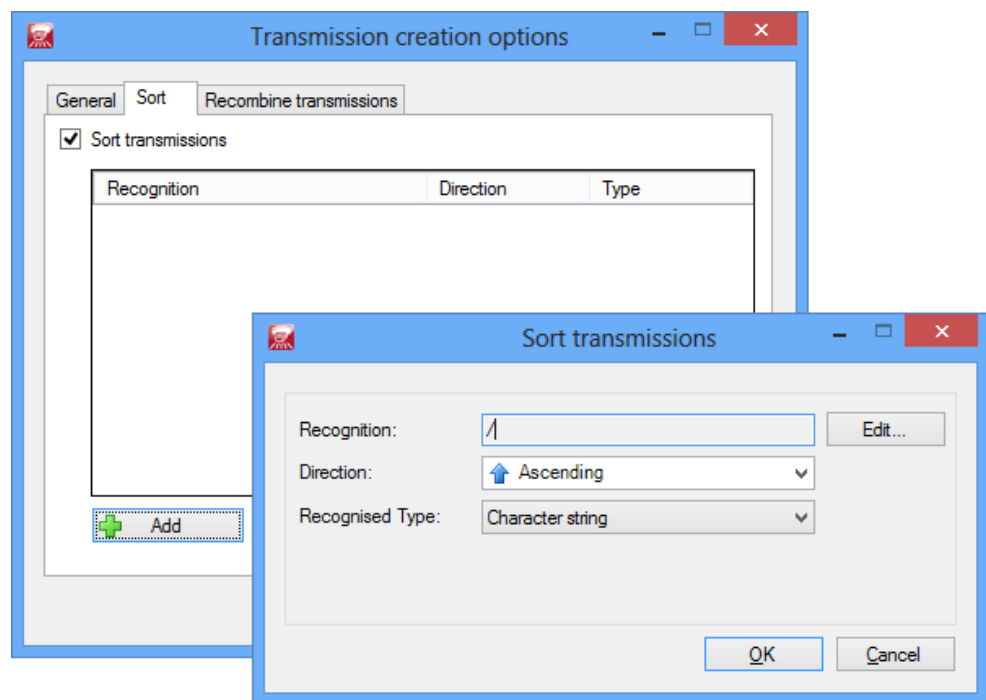 Transmission creation options
General Sort Recombine transmissions
Sort transmissions
Recognition Direction Type
Add
Sort transmissions
Recognition: / Edit...
Direction: Ascending
Recognised Type: Character string
OK Cancel